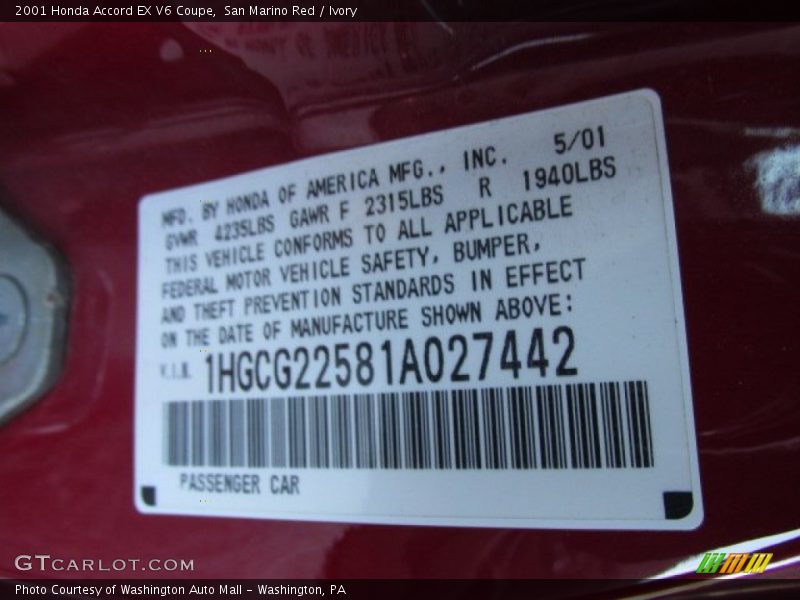 2001 Honda Accord EX V6 Coupe,  San Marino Red / Ivory
MFD. BY HONDA OF AMERICA MFG., INC. 5/01
GVWR 4235LBS GAWR F 2315LBS R 1940LBS
THIS VEHICLE CONFORMS TO ALL APPLICABLE
FEDERAL MOTOR VEHICLE SAFETY, BUMPER,
AND THEFT PREVENTION STANDARDS IN EFFECT
ON THE DATE OF MANUFACTURE SHOWN ABOVE:
V.I.N. 1HGCG22581A027442
PASSENGER CAR
GTCARLOT.COM
Photo Courtesy of Washington Auto Mall - Washington, PA